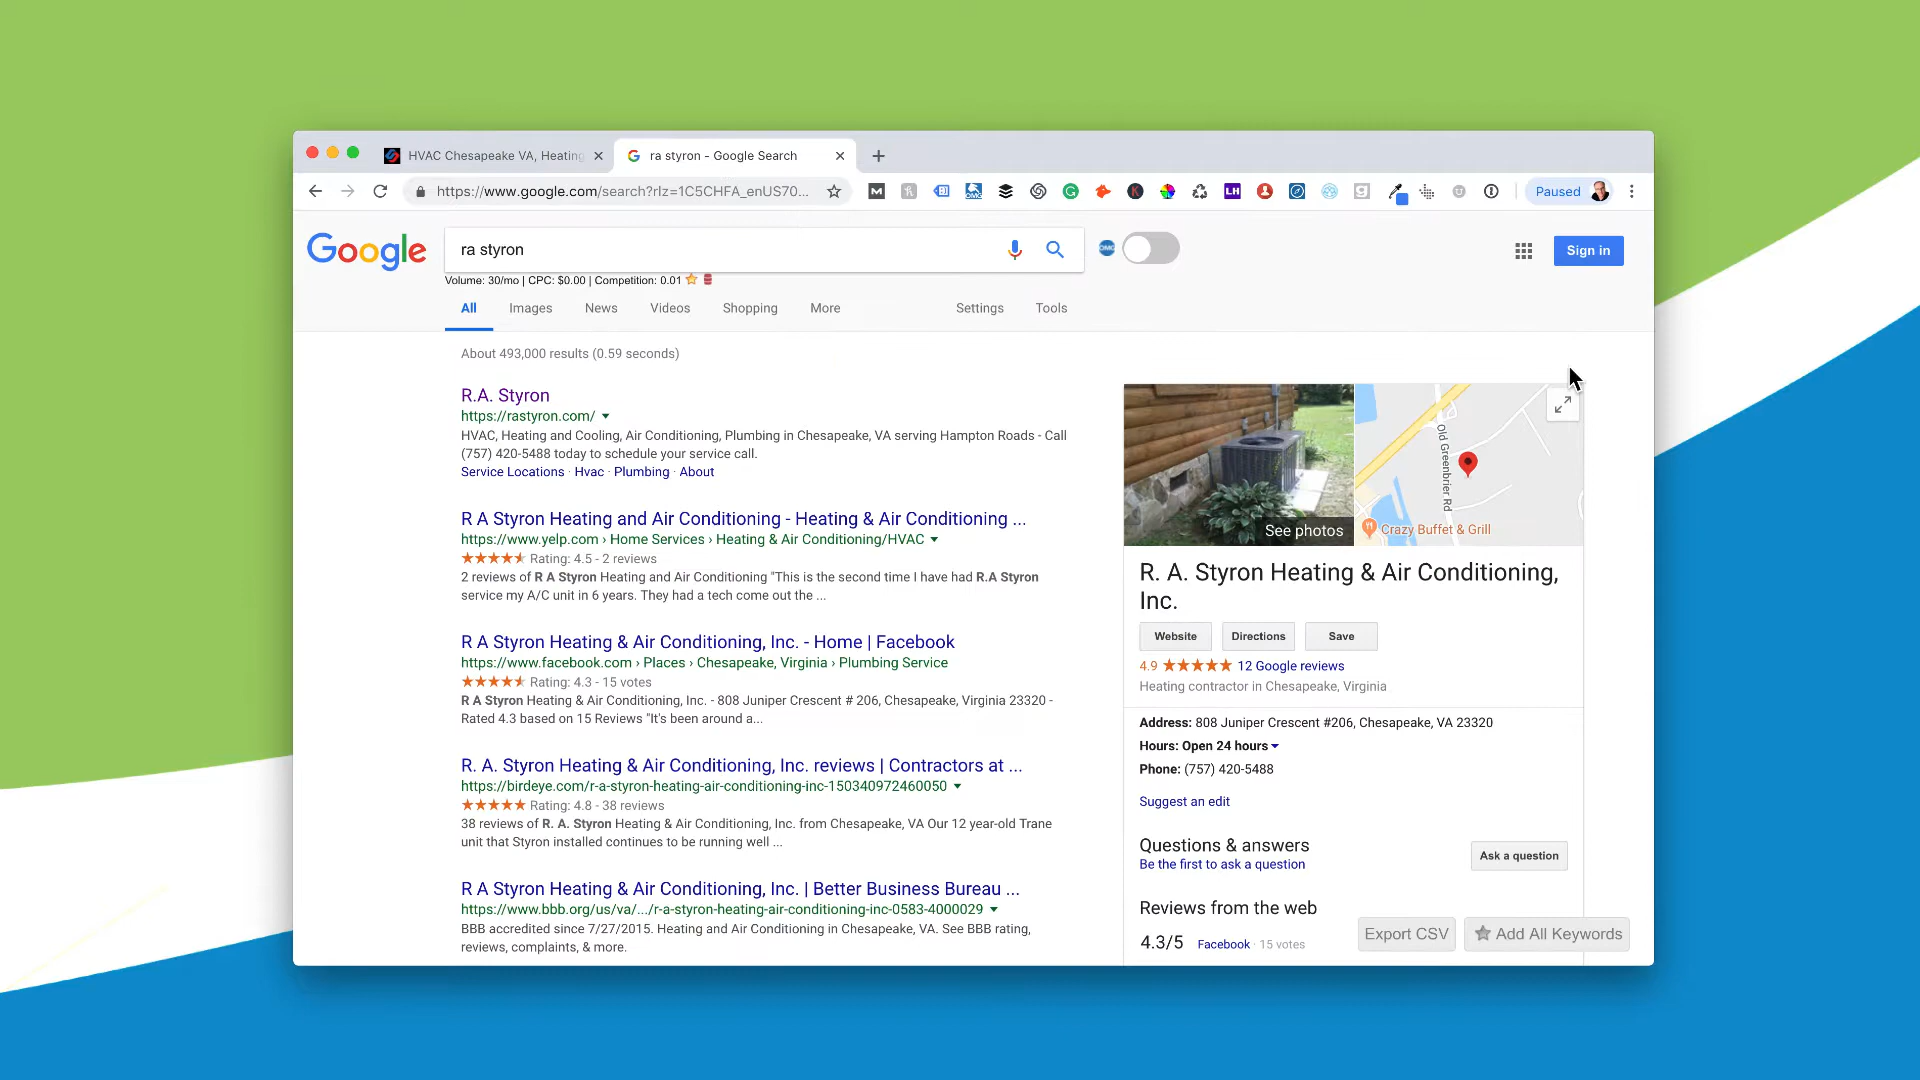 HVAC Chesapeake VA, Heating
ra styron - Google Search
https://www.google.com/search?rlz=1C5CHFA_enUS70...
LH
Paused
Google
ra styron
OMG
Sign in
Volume: 30/mo | CPC: $0.00 | Competition: 0.01
All
Images
News
Videos
Shopping
More
Settings
Tools
About 493,000 results (0.59 seconds)
R.A. Styron
https://rastyron.com/
HVAC, Heating and Cooling, Air Conditioning, Plumbing in Chesapeake, VA serving Hampton Roads - Call
(757) 420-5488 today to schedule your service call.
Service Locations · Hvac · Plumbing · About
R A Styron Heating and Air Conditioning - Heating & Air Conditioning ...
https://www.yelp.com › Home Services › Heating & Air Conditioning/HVAC
Rating: 4.5 - 2 reviews
2 reviews of R A Styron Heating and Air Conditioning "This is the second time I have had R.A Styron
service my A/C unit in 6 years. They had a tech come out the ...
R A Styron Heating & Air Conditioning, Inc. - Home | Facebook
https://www.facebook.com › Places › Chesapeake, Virginia › Plumbing Service
Rating: 4.3 - 15 votes
R A Styron Heating & Air Conditioning, Inc. - 808 Juniper Crescent # 206, Chesapeake, Virginia 23320 -
Rated 4.3 based on 15 Reviews "It's been around a...
R. A. Styron Heating & Air Conditioning, Inc. reviews | Contractors at ...
https://birdeye.com/r-a-styron-heating-air-conditioning-inc-150340972460050
Rating: 4.8 - 38 reviews
38 reviews of R. A. Styron Heating & Air Conditioning, Inc. from Chesapeake, VA Our 12 year-old Trane
unit that Styron installed continues to be running well ...
R A Styron Heating & Air Conditioning, Inc. | Better Business Bureau ...
https://www.bbb.org/us/va/.../r-a-styron-heating-air-conditioning-inc-0583-4000029
BBB accredited since 7/27/2015. Heating and Air Conditioning in Chesapeake, VA. See BBB rating,
reviews, complaints, & more.
See photos
Old Greenbrier Rd
Crazy Buffet & Grill
R. A. Styron Heating & Air Conditioning,
Inc.
Website
Directions
Save
4.9
12 Google reviews
Heating contractor in Chesapeake, Virginia
Address: 808 Juniper Crescent #206, Chesapeake, VA 23320
Hours: Open 24 hours
Phone: (757) 420-5488
Suggest an edit
Questions & answers
Be the first to ask a question
Ask a question
Reviews from the web
4.3/5
Facebook · 15 votes
Export CSV
Add All Keywords